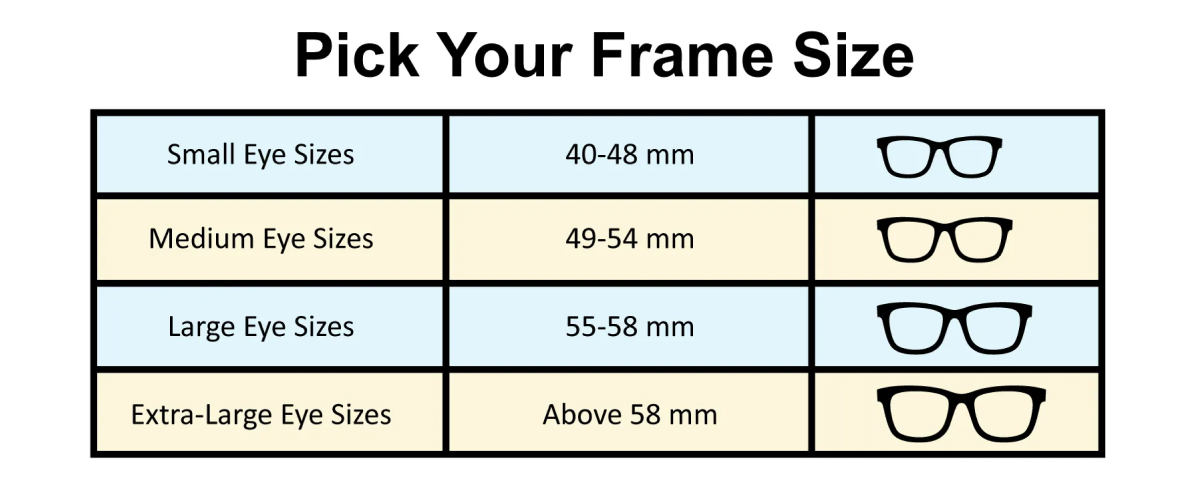 Pick Your Frame Size
Small Eye Sizes 40-48 mm
Medium Eye Sizes 49-54 mm
Large Eye Sizes 55-58 mm
Extra-Large Eye Sizes Above 58 mm